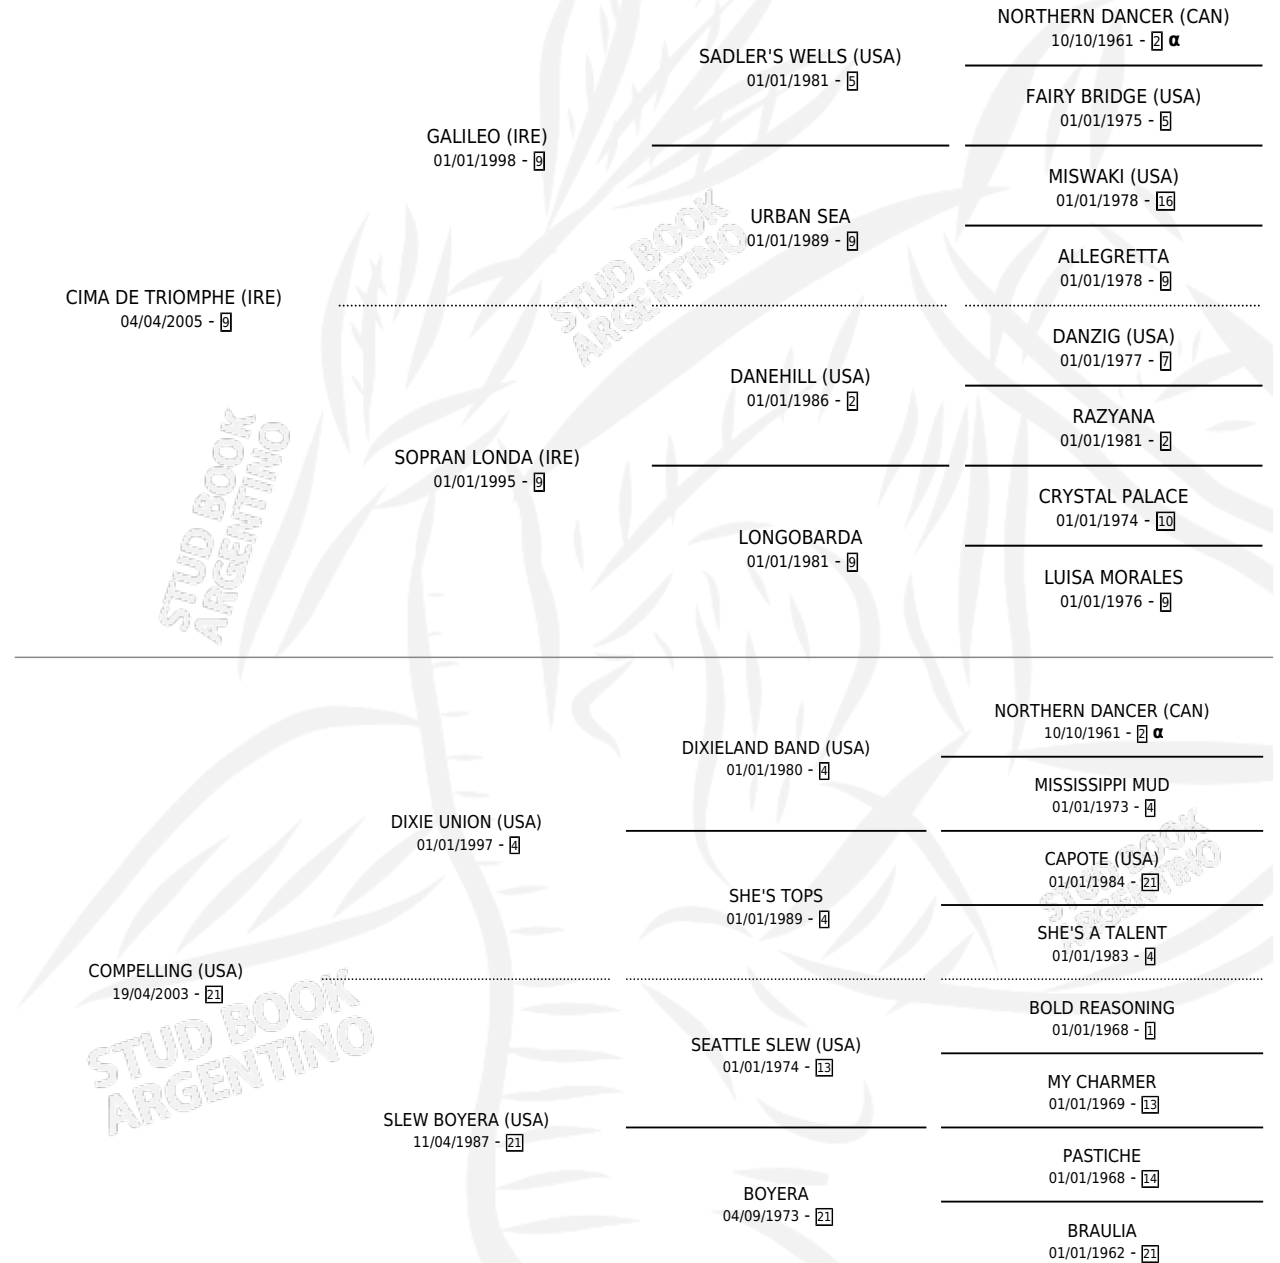 NORTHERN DANCER (CAN)
10/10/1961 - 2 α
SADLER'S WELLS (USA)
01/01/1981 - 5
FAIRY BRIDGE (USA)
01/01/1975 - 5
GALILEO (IRE)
01/01/1998 - 9
MISWAKI (USA)
01/01/1978 - 16
URBAN SEA
01/01/1989 - 9
ALLEGRETTA
01/01/1978 - 9
CIMA DE TRIOMPHE (IRE)
04/04/2005 - 9
DANZIG (USA)
01/01/1977 - 7
DANEHILL (USA)
01/01/1986 - 2
RAZYANA
01/01/1981 - 2
SOPRAN LONDA (IRE)
01/01/1995 - 9
CRYSTAL PALACE
01/01/1974 - 10
LONGOBARDA
01/01/1981 - 9
LUISA MORALES
01/01/1976 - 9
NORTHERN DANCER (CAN)
10/10/1961 - 2 α
DIXIELAND BAND (USA)
01/01/1980 - 4
MISSISSIPPI MUD
01/01/1973 - 4
DIXIE UNION (USA)
01/01/1997 - 4
CAPOTE (USA)
01/01/1984 - 21
SHE'S TOPS
01/01/1989 - 4
SHE'S A TALENT
01/01/1983 - 4
COMPELLING (USA)
19/04/2003 - 21
BOLD REASONING
01/01/1968 - 1
SEATTLE SLEW (USA)
01/01/1974 - 13
MY CHARMER
01/01/1969 - 13
SLEW BOYERA (USA)
11/04/1987 - 21
PASTICHE
01/01/1968 - 14
BOYERA
04/09/1973 - 21
BRAULIA
01/01/1962 - 21
STUD BOOK
ARGENTINO
STUD BOOK
ARGENTINO
STUD BOOK
ARGENTINO
STUD BOOK
ARGENTINO